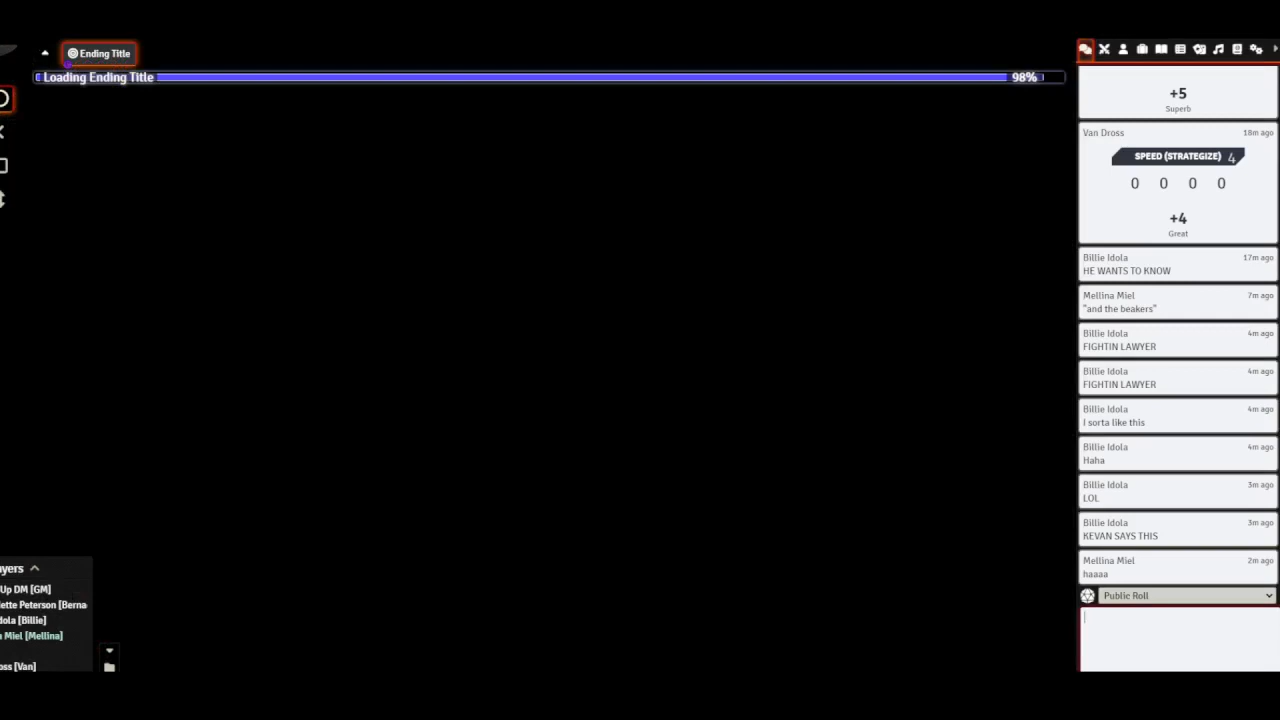 Ending Title
Loading Ending Title 98%
+5
Superb
Van Dross 18m ago
SPEED (STRATEGIZE) 4
0 0 0 0
+4
Great
Billie Idola 17m ago
HE WANTS TO KNOW
Mellina Miel 7m ago
"and the beakers"
Billie Idola 4m ago
FIGHTIN LAWYER
Billie Idola 4m ago
FIGHTIN LAWYER
Billie Idola 4m ago
I sorta like this
Billie Idola 4m ago
Haha
Billie Idola 3m ago
LOL
Billie Idola 3m ago
KEVAN SAYS THIS
Mellina Miel 2m ago
haaaa
Public Roll
ayers
Up DM [GM]
lette Peterson [Berna
dola [Billie]
a Miel [Mellina]
oss [Van]